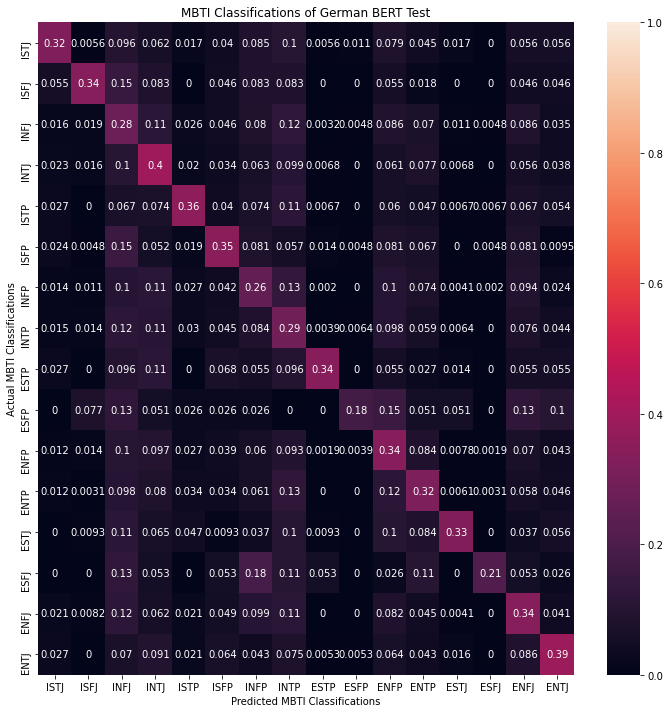 MBTI Classifications of German BERT Test
Actual MBTI Classifications
ISTJ 0.32 0.0056 0.096 0.062 0.017 0.04 0.085 0.1 0.0056 0.011 0.079 0.045 0.017 0 0.056 0.056
ISFJ 0.055 0.34 0.15 0.083 0 0.046 0.083 0.083 0 0 0.055 0.018 0 0 0.046 0.046
INFJ 0.016 0.019 0.28 0.11 0.026 0.046 0.08 0.12 0.0032 0.0048 0.086 0.07 0.011 0.0048 0.086 0.035
INTJ 0.023 0.016 0.1 0.4 0.02 0.034 0.063 0.099 0.0068 0 0.061 0.077 0.0068 0 0.056 0.038
ISTP 0.027 0 0.067 0.074 0.36 0.04 0.074 0.11 0.0067 0 0.06 0.047 0.0067 0.0067 0.067 0.054
ISFP 0.024 0.0048 0.15 0.052 0.019 0.35 0.081 0.057 0.014 0.0048 0.081 0.067 0 0.0048 0.081 0.0095
INFP 0.014 0.011 0.1 0.11 0.027 0.042 0.26 0.13 0.002 0 0.1 0.074 0.0041 0.002 0.094 0.024
INTP 0.015 0.014 0.12 0.11 0.03 0.045 0.084 0.29 0.0039 0.0064 0.098 0.059 0.0064 0 0.076 0.044
ESTP 0.027 0 0.096 0.11 0 0.068 0.055 0.096 0.34 0 0.055 0.027 0.014 0 0.055 0.055
ESFP 0 0.077 0.13 0.051 0.026 0.026 0.026 0 0 0.18 0.15 0.051 0.051 0 0.13 0.1
ENFP 0.012 0.014 0.1 0.097 0.027 0.039 0.06 0.093 0.0019 0.0039 0.34 0.084 0.0078 0.0019 0.07 0.043
ENTP 0.012 0.0031 0.098 0.08 0.034 0.034 0.061 0.13 0 0 0.12 0.32 0.0061 0.0031 0.058 0.046
ESTJ 0 0.0093 0.11 0.065 0.047 0.0093 0.037 0.1 0.0093 0 0.1 0.084 0.33 0 0.037 0.056
ESFJ 0 0 0.13 0.053 0 0.053 0.18 0.11 0.053 0 0.026 0.11 0 0.21 0.053 0.026
ENFJ 0.021 0.0082 0.12 0.062 0.021 0.049 0.099 0.11 0 0 0.082 0.045 0.0041 0 0.34 0.041
ENTJ 0.027 0 0.07 0.091 0.021 0.064 0.043 0.075 0.0053 0.0053 0.064 0.043 0.016 0 0.086 0.39
ISTJ ISFJ INFJ INTJ ISTP ISFP INFP INTP ESTP ESFP ENFP ENTP ESTJ ESFJ ENFJ ENTJ
Predicted MBTI Classifications
1.0
0.8
0.6
0.4
0.2
0.0